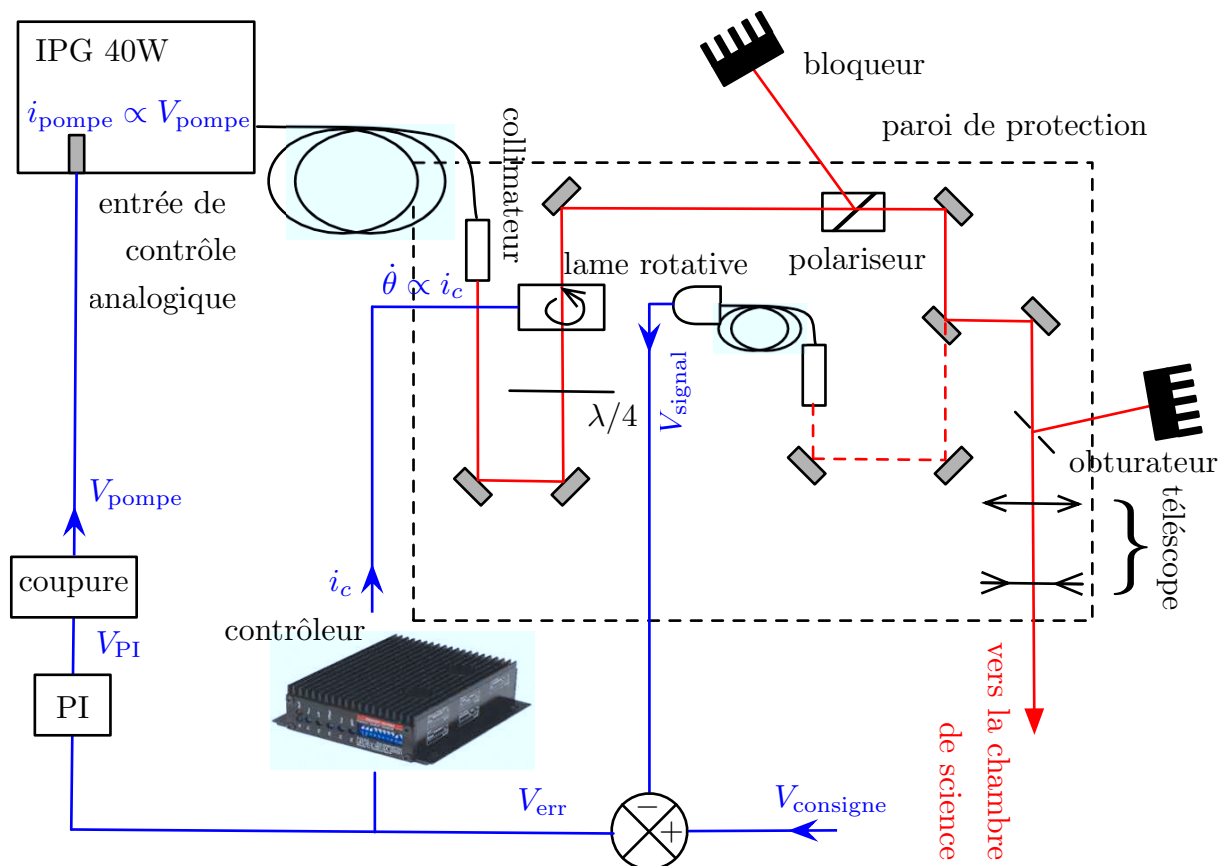 IPG 40W
i_pompe ∝ V_pompe
bloqueur
paroi de protection
collimateur
entrée de
contrôle
analogique
lame rotative
polariseur
θ̇ ∝ i_c
V_signal
λ/4
obturateur
téléscope
V_pompe
coupure
i_c
contrôleur
V_PI
PI
vers la chambre
de science
V_err
−
+
V_consigne